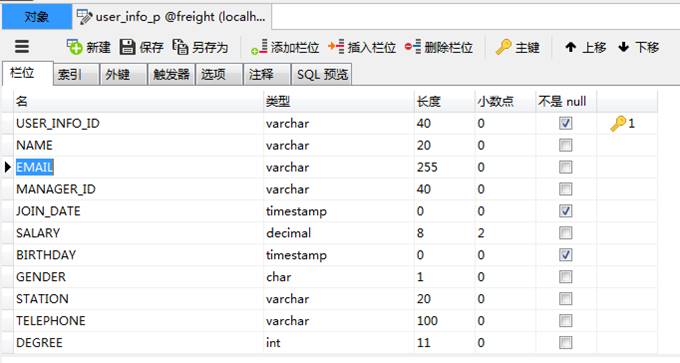 对象 user_info_p @freight (localh...
新建 保存 另存为 添加栏位 插入栏位 删除栏位 主键 上移 下移
栏位 索引 外键 触发器 选项 注释 SQL 预览
名 类型 长度 小数点 不是 null
USER_INFO_ID varchar 40 0 1
NAME varchar 20 0
EMAIL varchar 255 0
MANAGER_ID varchar 40 0
JOIN_DATE timestamp 0 0
SALARY decimal 8 2
BIRTHDAY timestamp 0 0
GENDER char 1 0
STATION varchar 20 0
TELEPHONE varchar 100 0
DEGREE int 11 0